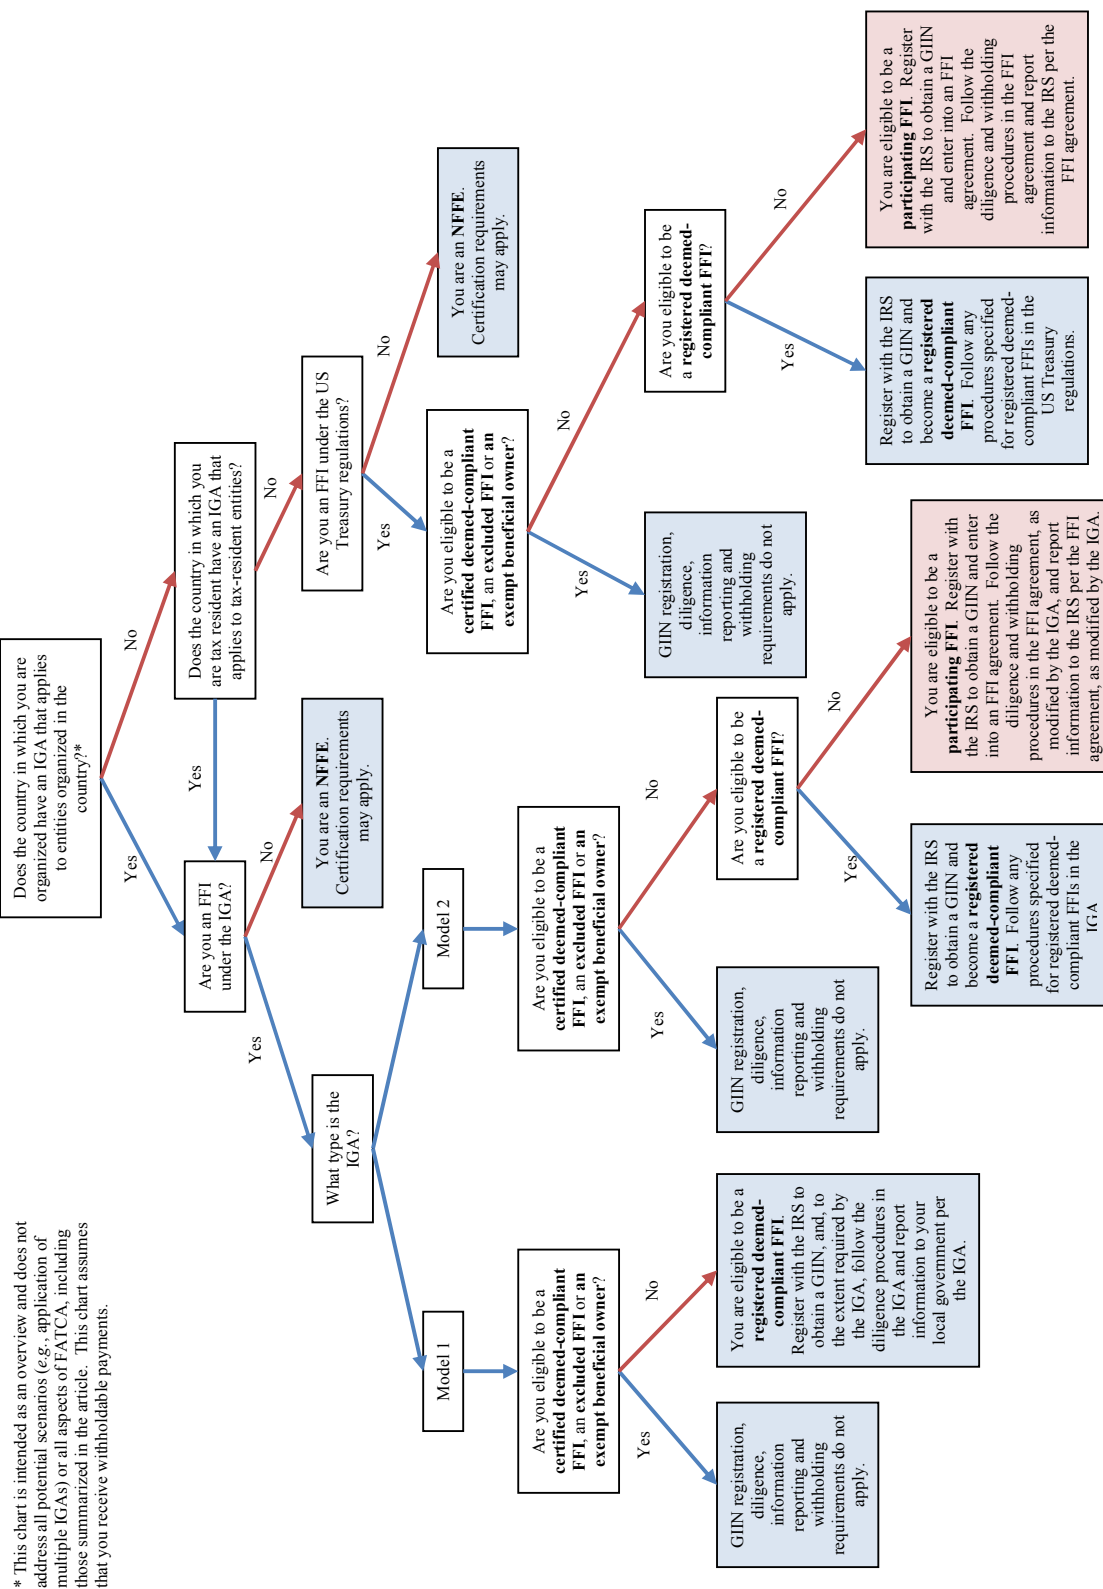 * This chart is intended as an overview and does not
address all potential scenarios (e.g., application of
multiple IGAs) or all aspects of FATCA, including
those summarized in the article.  This chart assumes
that you receive withholdable payments.
Does the country in which you are
organized have an IGA that applies
to entities organized in the
country?*
Yes
No
Are you an FFI
under the IGA?
Yes
Does the country in which you
are tax resident have an IGA that
applies to tax-resident entities?
Yes
No
No
What type is the
IGA?
You are an NFFE.
Certification requirements
may apply.
Are you an FFI under the US
Treasury regulations?
Yes
No
Model 1
Model 2
Are you eligible to be a
certified deemed-compliant
FFI, an excluded FFI or an
exempt beneficial owner?
You are an NFFE.
Certification requirements
may apply.
Are you eligible to be a
certified deemed-compliant
FFI, an excluded FFI or an
exempt beneficial owner?
Are you eligible to be a
certified deemed-compliant
FFI, an excluded FFI or an
exempt beneficial owner?
Yes
No
Yes
No
Yes
No
GIIN registration,
diligence,
information
reporting and
withholding
requirements do not
apply.
You are eligible to be a
registered deemed-
compliant FFI.
Register with the IRS to
obtain a GIIN, and, to
the extent required by
the IGA, follow the
diligence procedures in
the IGA and report
information to your
local government per
the IGA.
GIIN registration,
diligence,
information
reporting and
withholding
requirements do not
apply.
Are you eligible to be
a registered deemed-
compliant FFI?
GIIN registration,
diligence,
information
reporting and
withholding
requirements do not
apply.
Are you eligible to be
a registered deemed-
compliant FFI?
Yes
No
Yes
No
Register with the IRS
to obtain a GIIN and
become a registered
deemed-compliant
FFI.  Follow any
procedures specified
for registered deemed-
compliant FFIs in the
IGA
You are eligible to be a
participating FFI.  Register with
the IRS to obtain a GIIN and enter
into an FFI agreement.  Follow the
diligence and withholding
procedures in the FFI agreement, as
modified by the IGA, and report
information to the IRS per the FFI
agreement, as modified by the IGA.
Register with the IRS
to obtain a GIIN and
become a registered
deemed-compliant
FFI.  Follow any
procedures specified
for registered deemed-
compliant FFIs in the
US Treasury
regulations.
You are eligible to be a
participating FFI.  Register
with the IRS to obtain a GIIN
and enter into an FFI
agreement.  Follow the
diligence and withholding
procedures in the FFI
agreement and report
information to the IRS per the
FFI agreement.